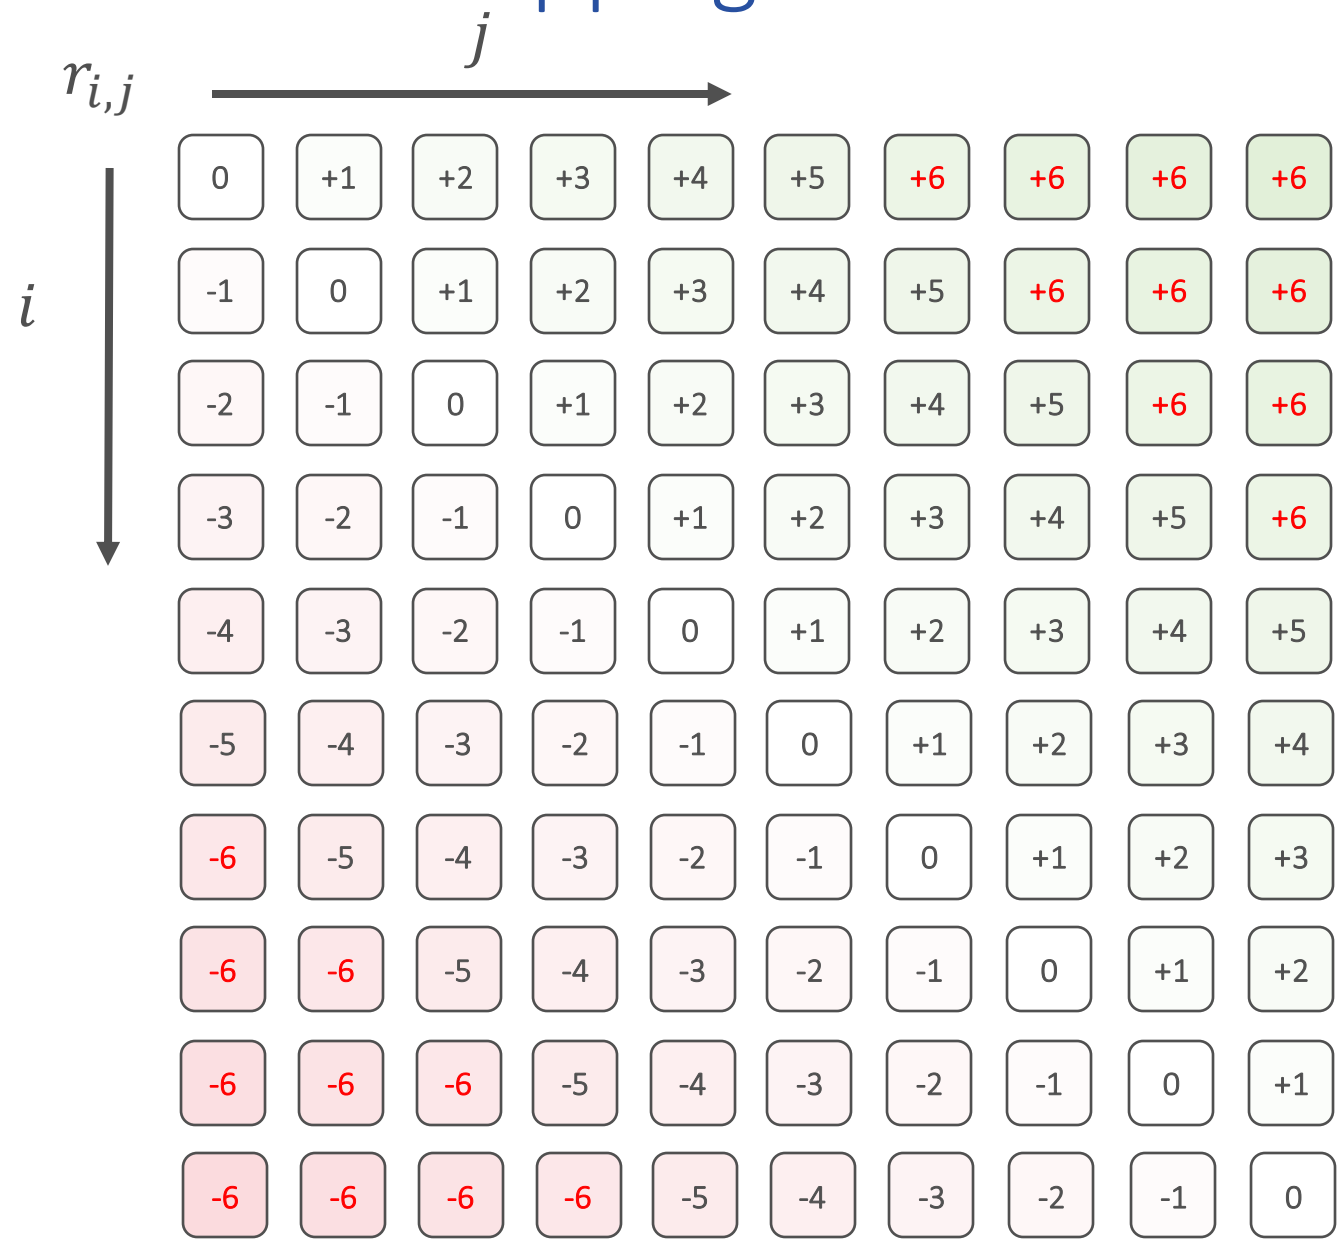 j
r_{i,j}
0 +1 +2 +3 +4 +5 +6 +6 +6 +6
-1 0 +1 +2 +3 +4 +5 +6 +6 +6
i
-2 -1 0 +1 +2 +3 +4 +5 +6 +6
-3 -2 -1 0 +1 +2 +3 +4 +5 +6
-4 -3 -2 -1 0 +1 +2 +3 +4 +5
-5 -4 -3 -2 -1 0 +1 +2 +3 +4
-6 -5 -4 -3 -2 -1 0 +1 +2 +3
-6 -6 -5 -4 -3 -2 -1 0 +1 +2
-6 -6 -6 -5 -4 -3 -2 -1 0 +1
-6 -6 -6 -6 -5 -4 -3 -2 -1 0